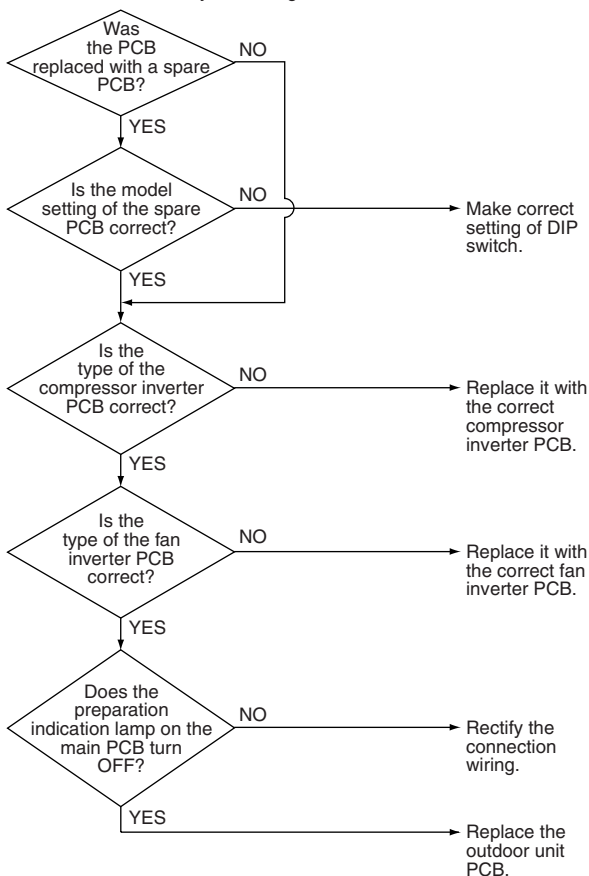 Was
the PCB
replaced with a spare
PCB?
NO
YES
Is the model
setting of the spare
PCB correct?
NO
Make correct
setting of DIP
switch.
YES
Is the
type of the
compressor inverter
PCB correct?
NO
Replace it with
the correct
compressor
inverter PCB.
YES
Is the
type of the fan
inverter PCB
correct?
NO
Replace it with
the correct fan
inverter PCB.
YES
Does the
preparation
indication lamp on the
main PCB turn
OFF?
NO
Rectify the
connection
wiring.
YES
Replace the
outdoor unit
PCB.